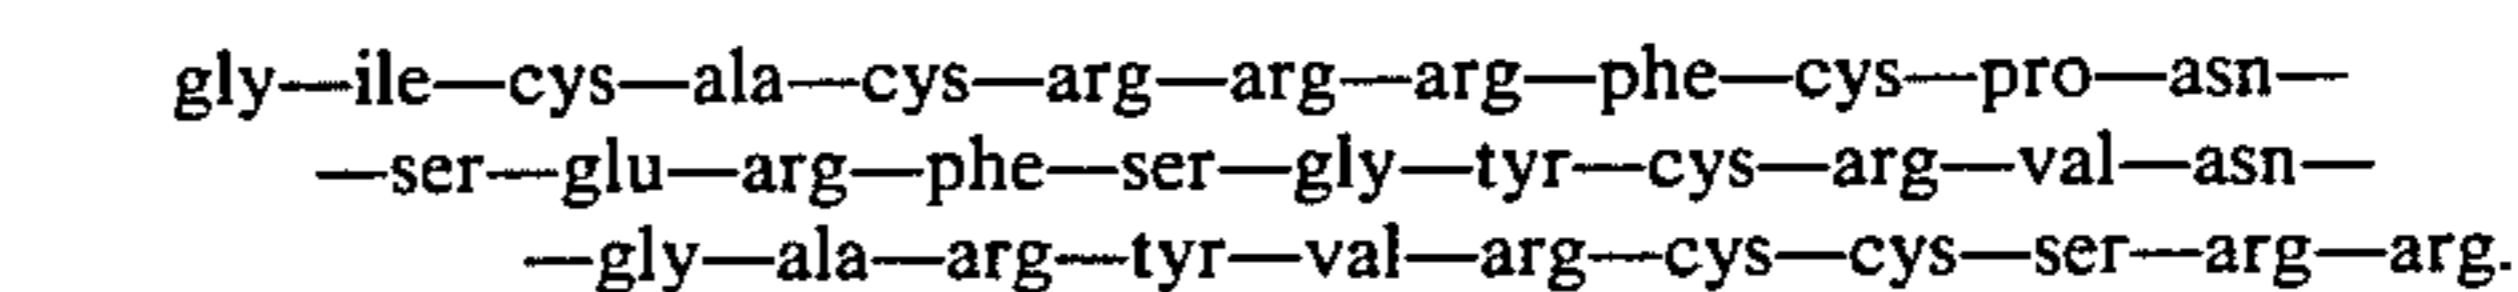 gly—ile—cys—ala—cys—arg—arg—arg—phe—cys—pro—asn—
—ser—glu—arg—phe—ser—gly—tyr—cys—arg—val—asn—
—gly—ala—arg—tyr—val—arg—cys—cys—ser—arg—arg.